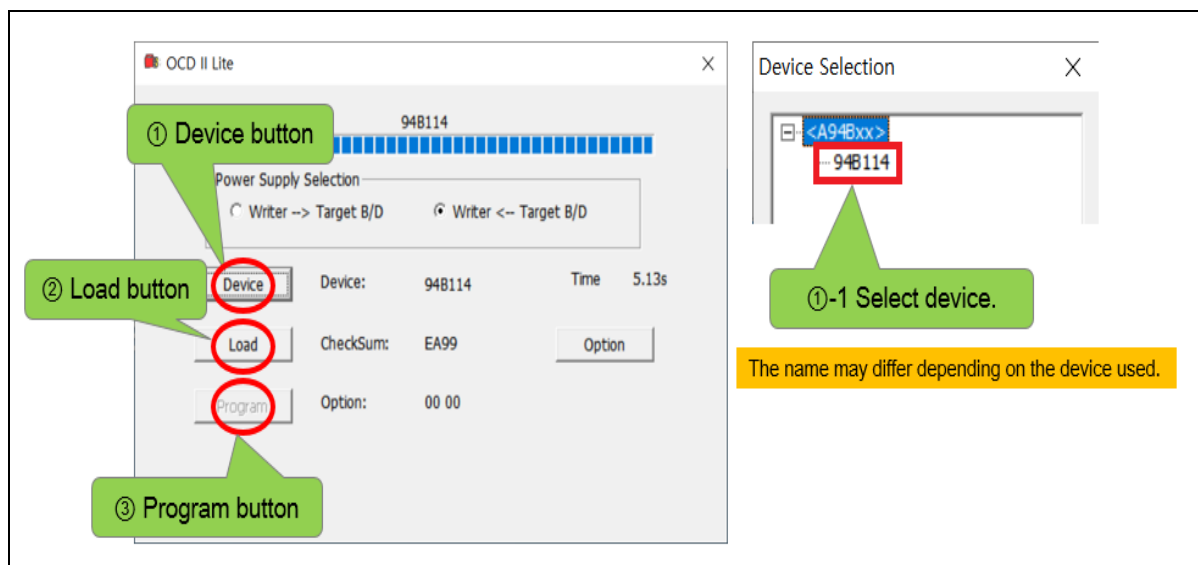 OCD II Lite
① Device button
94B114
Power Supply Selection
Writer --> Target B/D
Writer <-- Target B/D
② Load button
Device
Device:
94B114
Time
5.13s
Load
CheckSum:
EA99
Option
Program
Option:
00 00
③ Program button
Device Selection
<A94Bxx>
94B114
①-1 Select device.
The name may differ depending on the device used.